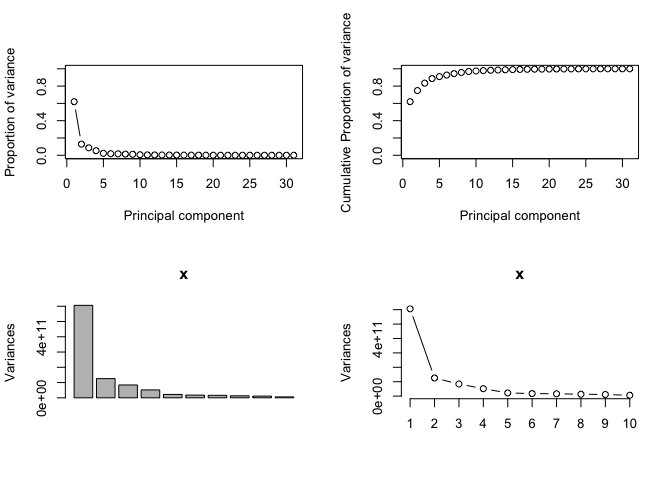 Proportion of variance
0.0 0.4 0.8
0 5 10 15 20 25 30
Principal component
Cumulative Proportion of variance
0.0 0.4 0.8
0 5 10 15 20 25 30
Principal component
x
Variances
0e+00 4e+11
x
Variances
0e+00 4e+11
1 2 3 4 5 6 7 8 9 10